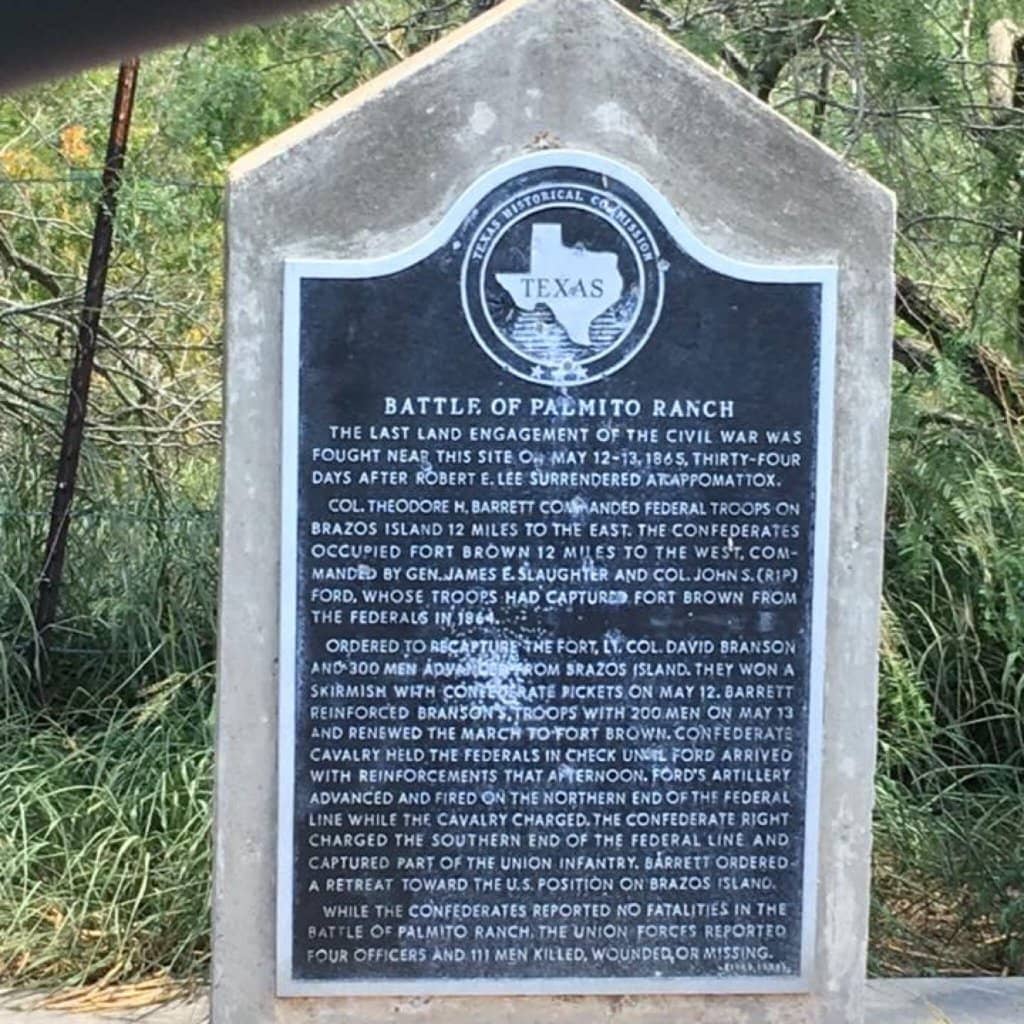 TEXAS HISTORICAL COMMISSION
TEXAS
BATTLE OF PALMITO RANCH
THE LAST LAND ENGAGEMENT OF THE CIVIL WAR WAS
FOUGHT NEAR THIS SITE ON MAY 12-13, 1865, THIRTY-FOUR
DAYS AFTER ROBERT E. LEE SURRENDERED AT APPOMATTOX.
COL. THEODORE H. BARRETT COMMANDED FEDERAL TROOPS ON
BRAZOS ISLAND 12 MILES TO THE EAST. THE CONFEDERATES
OCCUPIED FORT BROWN 12 MILES TO THE WEST, COM-
MANDED BY GEN. JAMES E. SLAUGHTER AND COL. JOHN S. (RIP)
FORD, WHOSE TROOPS HAD CAPTURED FORT BROWN FROM
THE FEDERALS IN 1864.
ORDERED TO RECAPTURE THE FORT, LT. COL. DAVID BRANSON
AND 300 MEN ADVANCED FROM BRAZOS ISLAND. THEY WON A
SKIRMISH WITH CONFEDERATE PICKETS ON MAY 12. BARRETT
REINFORCED BRANSON'S TROOPS WITH 200 MEN ON MAY 13
AND RENEWED THE MARCH TO FORT BROWN. CONFEDERATE
CAVALRY HELD THE FEDERALS IN CHECK UNTIL FORD ARRIVED
WITH REINFORCEMENTS THAT AFTERNOON. FORD'S ARTILLERY
ADVANCED AND FIRED ON THE NORTHERN END OF THE FEDERAL
LINE WHILE THE CAVALRY CHARGED. THE CONFEDERATE RIGHT
CHARGED THE SOUTHERN END OF THE FEDERAL LINE AND
CAPTURED PART OF THE UNION INFANTRY. BARRETT ORDERED
A RETREAT TOWARD THE U.S. POSITION ON BRAZOS ISLAND.
WHILE THE CONFEDERATES REPORTED NO FATALITIES IN THE
BATTLE OF PALMITO RANCH, THE UNION FORCES REPORTED
FOUR OFFICERS AND 111 MEN KILLED, WOUNDED, OR MISSING.